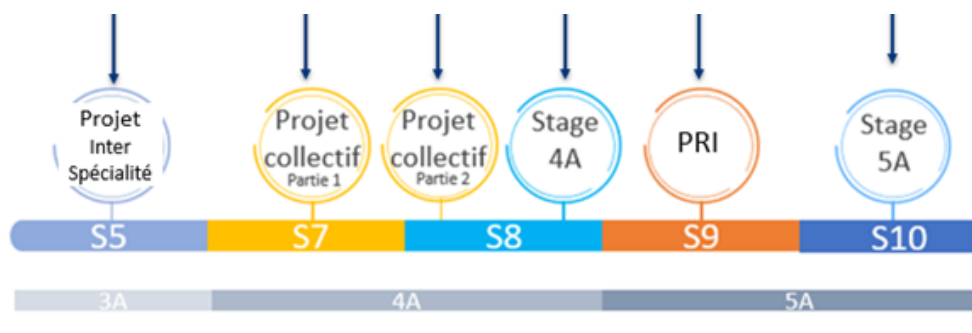 Projet
Inter
Spécialité
Projet
collectif
Partie 1
Projet
collectif
Partie 2
Stage
4A
PRI
Stage
5A
S5
S7
S8
S9
S10
3A
4A
5A